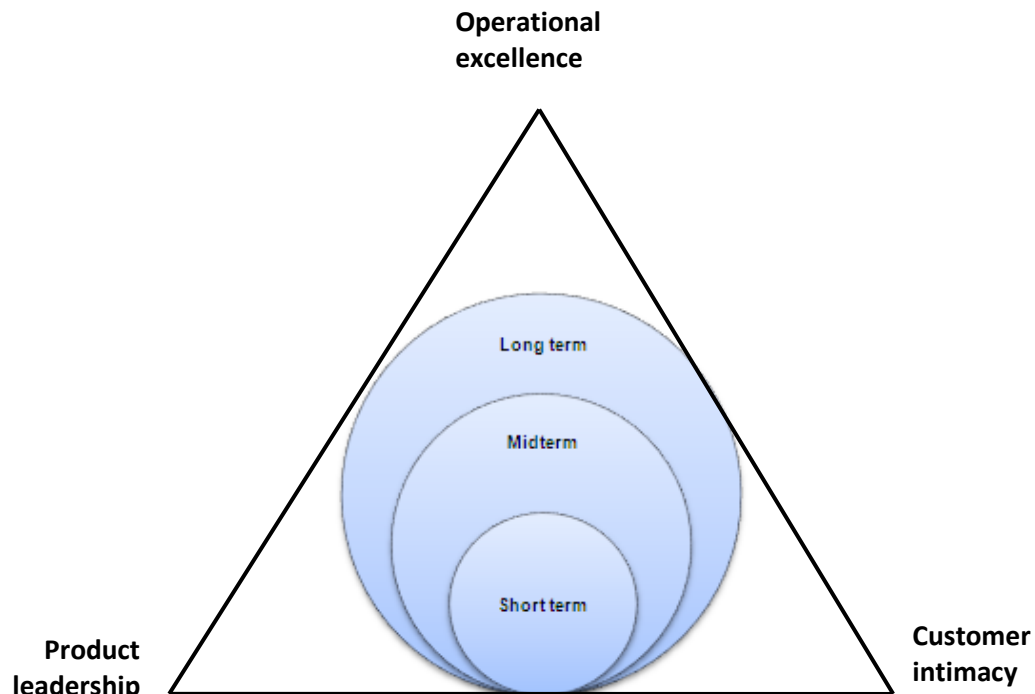 Operational
excellence
Long term
Midterm
Short term
Product
leadership
Customer
intimacy